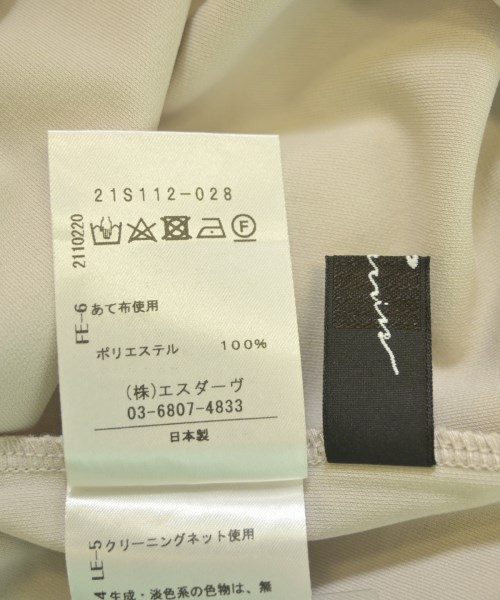 21S112-028
2110220
F
FE-6
あて布使用
ポリエステル 100%
(株)エスダーヴ
03-6807-4833
日本製
LE-5
クリーニングネット使用
4
生成・淡色系の色物は、無